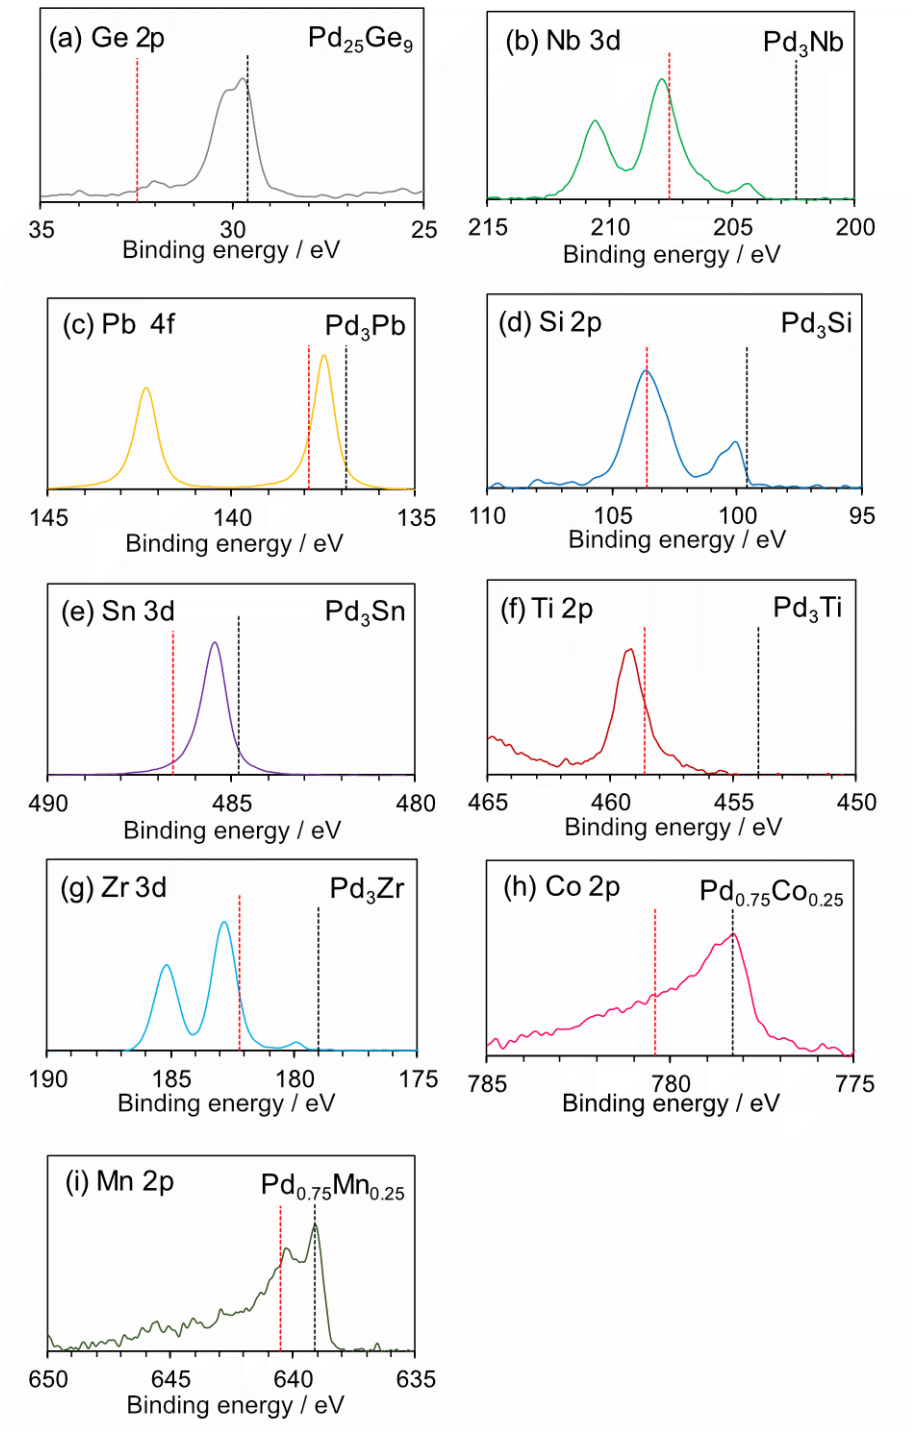 (a) Ge 2p Pd₂₅Ge₉
35 30 25
Binding energy / eV
(b) Nb 3d Pd₃Nb
215 210 205 200
Binding energy / eV
(c) Pb 4f Pd₃Pb
145 140 135
Binding energy / eV
(d) Si 2p Pd₃Si
110 105 100 95
Binding energy / eV
(e) Sn 3d Pd₃Sn
490 485 480
Binding energy / eV
(f) Ti 2p Pd₃Ti
465 460 455 450
Binding energy / eV
(g) Zr 3d Pd₃Zr
190 185 180 175
Binding energy / eV
(h) Co 2p Pd₀.₇₅Co₀.₂₅
785 780 775
Binding energy / eV
(i) Mn 2p Pd₀.₇₅Mn₀.₂₅
650 645 640 635
Binding energy / eV